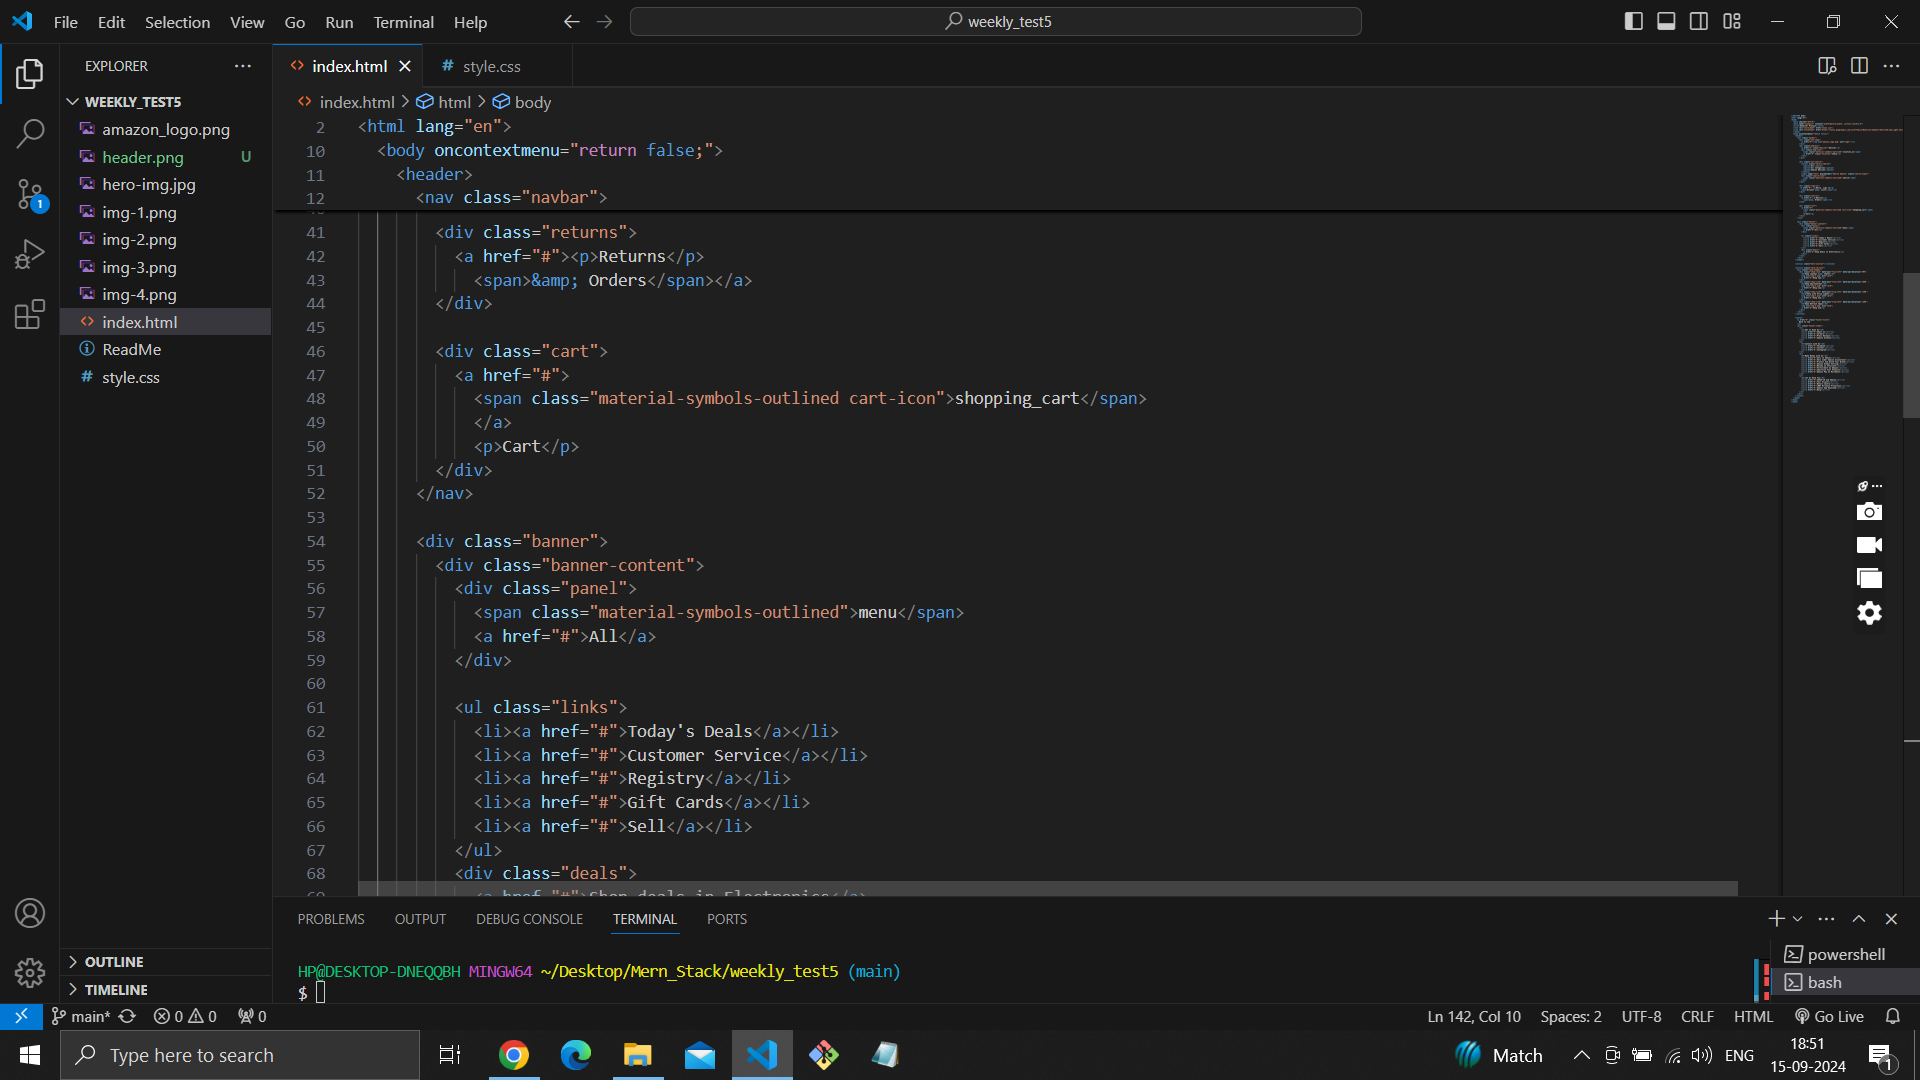 File Edit Selection View Go Run Terminal Help
weekly_test5
EXPLORER
index.html
# style.css
WEEKLY_TEST5
amazon_logo.png
header.png U
hero-img.jpg
img-1.png
img-2.png
img-3.png
img-4.png
index.html
ReadMe
# style.css
OUTLINE
TIMELINE
index.html > html > body
2 <html lang="en">
10 <body oncontextmenu="return false;">
11 <header>
12 <nav class="navbar">
41 <div class="returns">
42 <a href="#"><p>Returns</p>
43 <span>&amp; Orders</span></a>
44 </div>
45
46 <div class="cart">
47 <a href="#">
48 <span class="material-symbols-outlined cart-icon">shopping_cart</span>
49 </a>
50 <p>Cart</p>
51 </div>
52 </nav>
53
54 <div class="banner">
55 <div class="banner-content">
56 <div class="panel">
57 <span class="material-symbols-outlined">menu</span>
58 <a href="#">All</a>
59 </div>
60
61 <ul class="links">
62 <li><a href="#">Today's Deals</a></li>
63 <li><a href="#">Customer Service</a></li>
64 <li><a href="#">Registry</a></li>
65 <li><a href="#">Gift Cards</a></li>
66 <li><a href="#">Sell</a></li>
67 </ul>
68 <div class="deals">
69 <a href="#">Shop deals in Electronics</a>
PROBLEMS OUTPUT DEBUG CONSOLE TERMINAL PORTS
HP@DESKTOP-DNEQQBH MINGW64 ~/Desktop/Mern_Stack/weekly_test5 (main)
$
powershell
bash
1
main* 0 0 0
Ln 142, Col 10 Spaces: 2 UTF-8 CRLF HTML Go Live
Type here to search
Match
ENG
18:51
15-09-2024
1